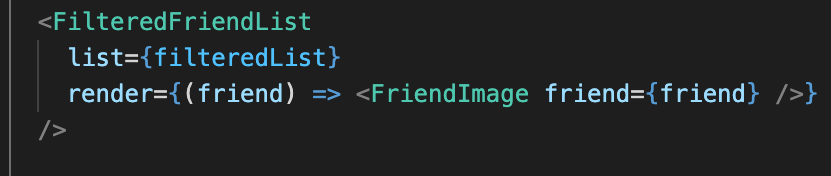 <FilteredFriendList
list={filteredList}
render={(friend) => <FriendImage friend={friend} />}
/>